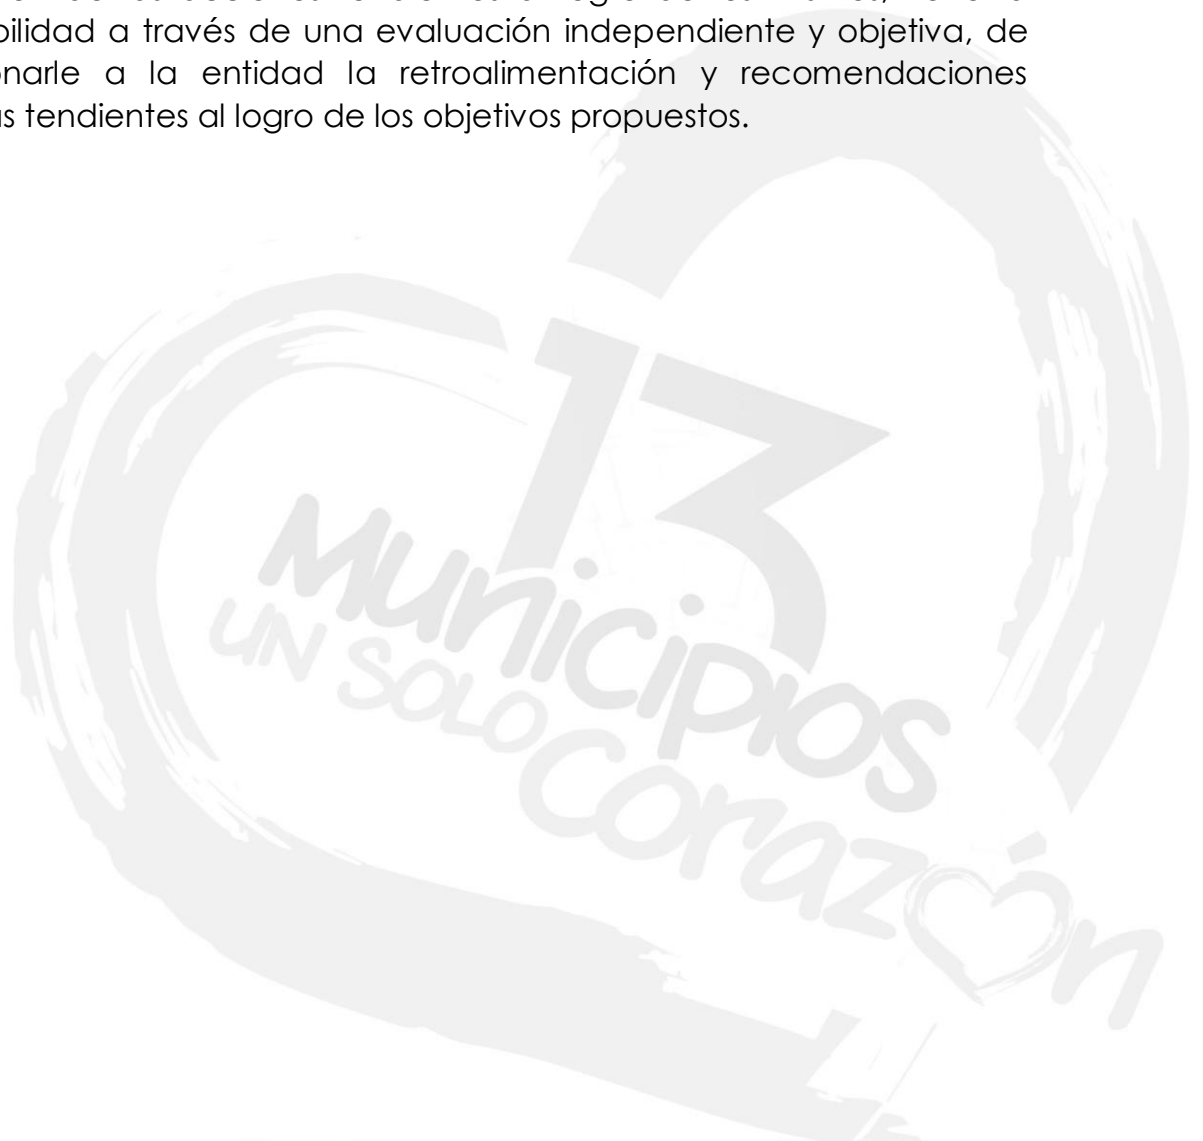 bilidad a través de una evaluación independiente y objetiva, de
narle a la entidad la retroalimentación y recomendaciones
s tendientes al logro de los objetivos propuestos.
13
Municipios
UN SOLO
corazón